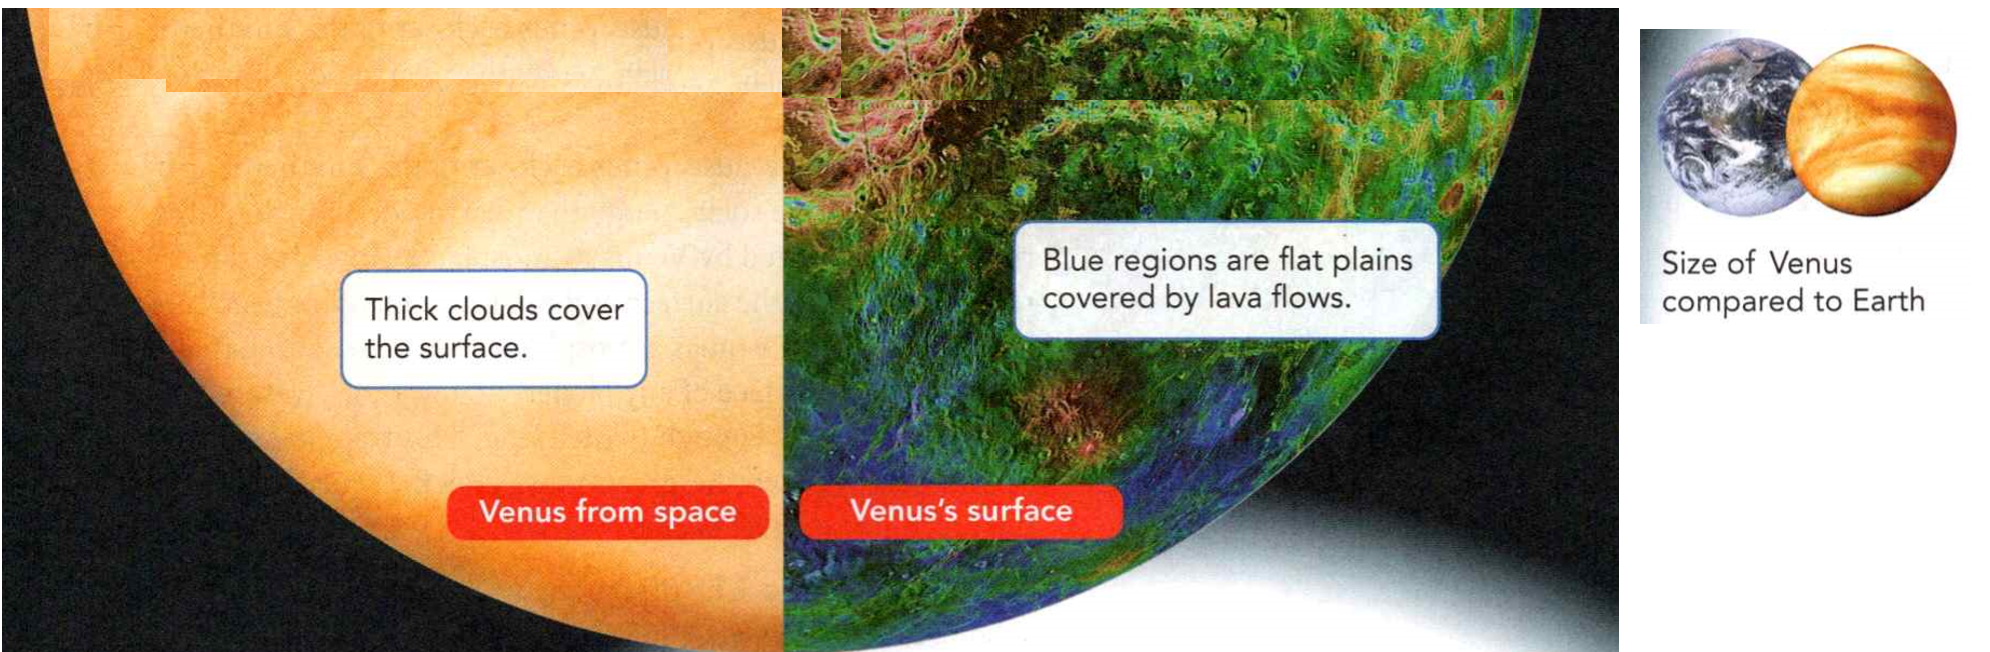 Thick clouds cover
the surface.
Blue regions are flat plains
covered by lava flows.
Venus from space
Venus's surface
Size of Venus
compared to Earth